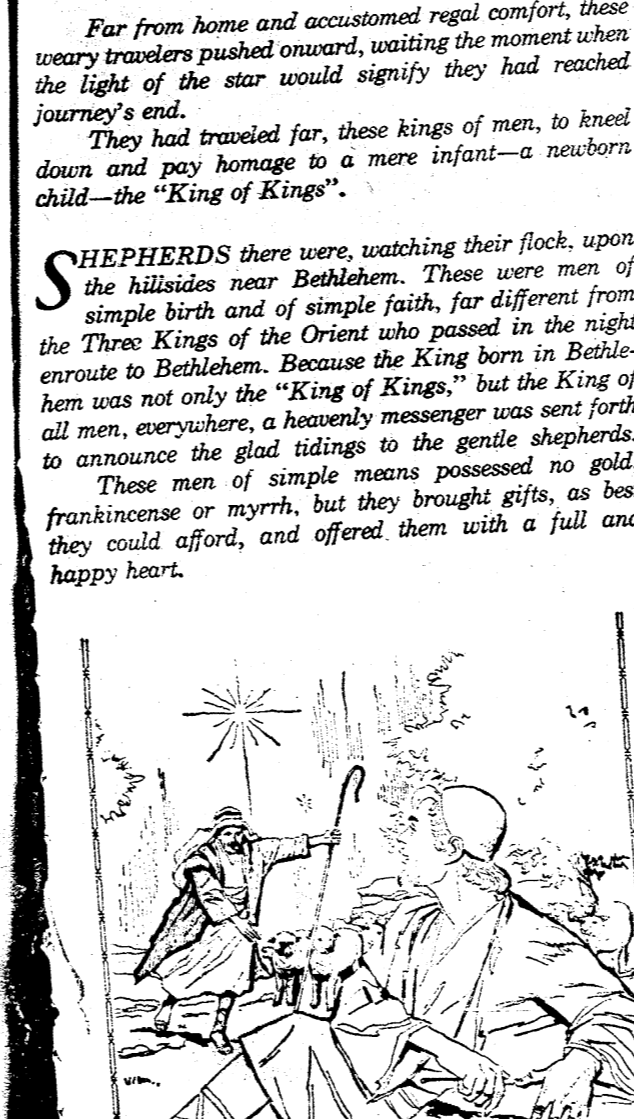 Far from home and accustomed regal comfort, these
weary travelers pushed onward, waiting the moment when
the light of the star would signify they had reached
journey's end.
They had traveled far, these kings of men, to kneel
down and pay homage to a mere infant—a newborn
child—the "King of Kings".
SHEPHERDS there were, watching their flock, upon
the hillsides near Bethlehem. These were men of
simple birth and of simple faith, far different from
the Three Kings of the Orient who passed in the night
enroute to Bethlehem. Because the King born in Bethle-
hem was not only the "King of Kings," but the King of
all men, everywhere, a heavenly messenger was sent forth
to announce the glad tidings to the gentle shepherds.
These men of simple means possessed no gold,
frankincense or myrrh, but they brought gifts, as bes
they could afford, and offered them with a full and
happy heart.